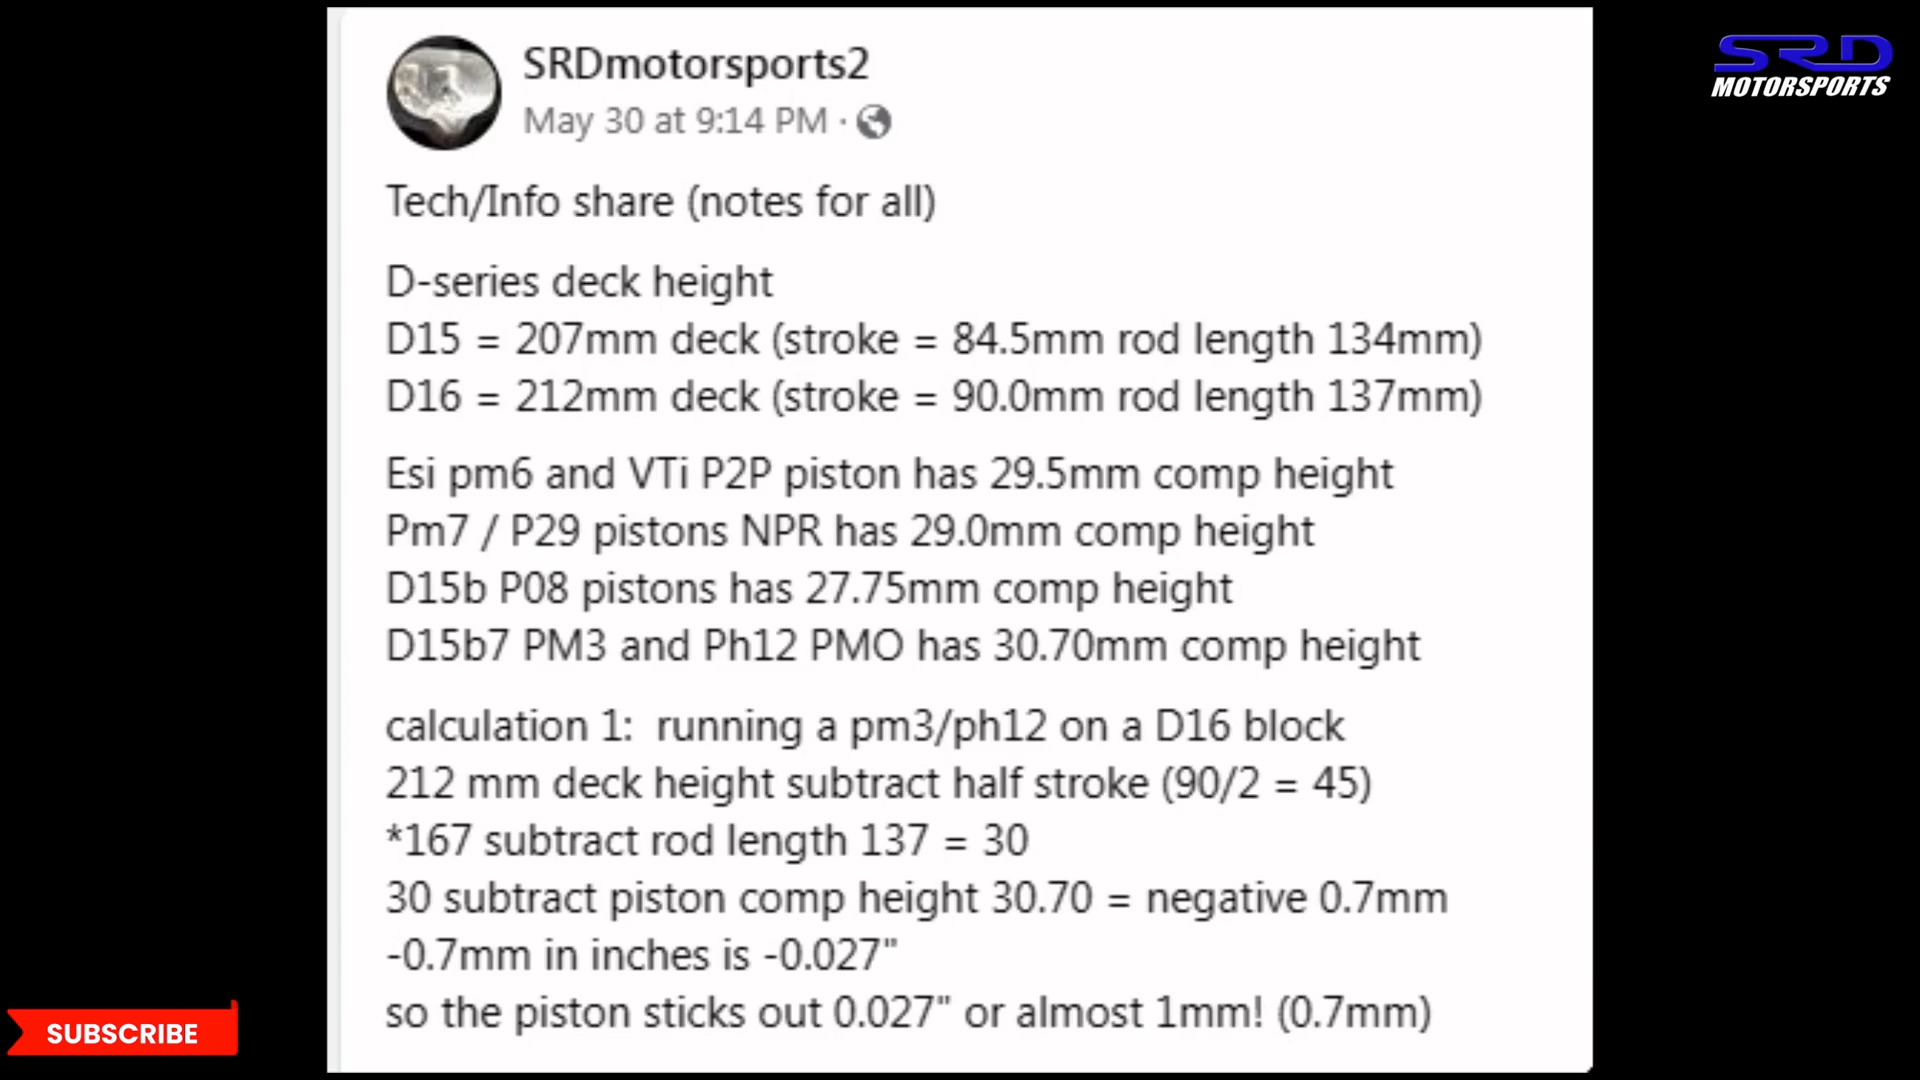 SRDmotorsports2
May 30 at 9:14 PM ·
SRD
MOTORSPORTS
Tech/Info share (notes for all)
D-series deck height
D15 = 207mm deck (stroke = 84.5mm rod length 134mm)
D16 = 212mm deck (stroke = 90.0mm rod length 137mm)
Esi pm6 and VTi P2P piston has 29.5mm comp height
Pm7 / P29 pistons NPR has 29.0mm comp height
D15b P08 pistons has 27.75mm comp height
D15b7 PM3 and Ph12 PMO has 30.70mm comp height
calculation 1:  running a pm3/ph12 on a D16 block
212 mm deck height subtract half stroke (90/2 = 45)
*167 subtract rod length 137 = 30
30 subtract piston comp height 30.70 = negative 0.7mm
-0.7mm in inches is -0.027"
so the piston sticks out 0.027" or almost 1mm! (0.7mm)
SUBSCRIBE